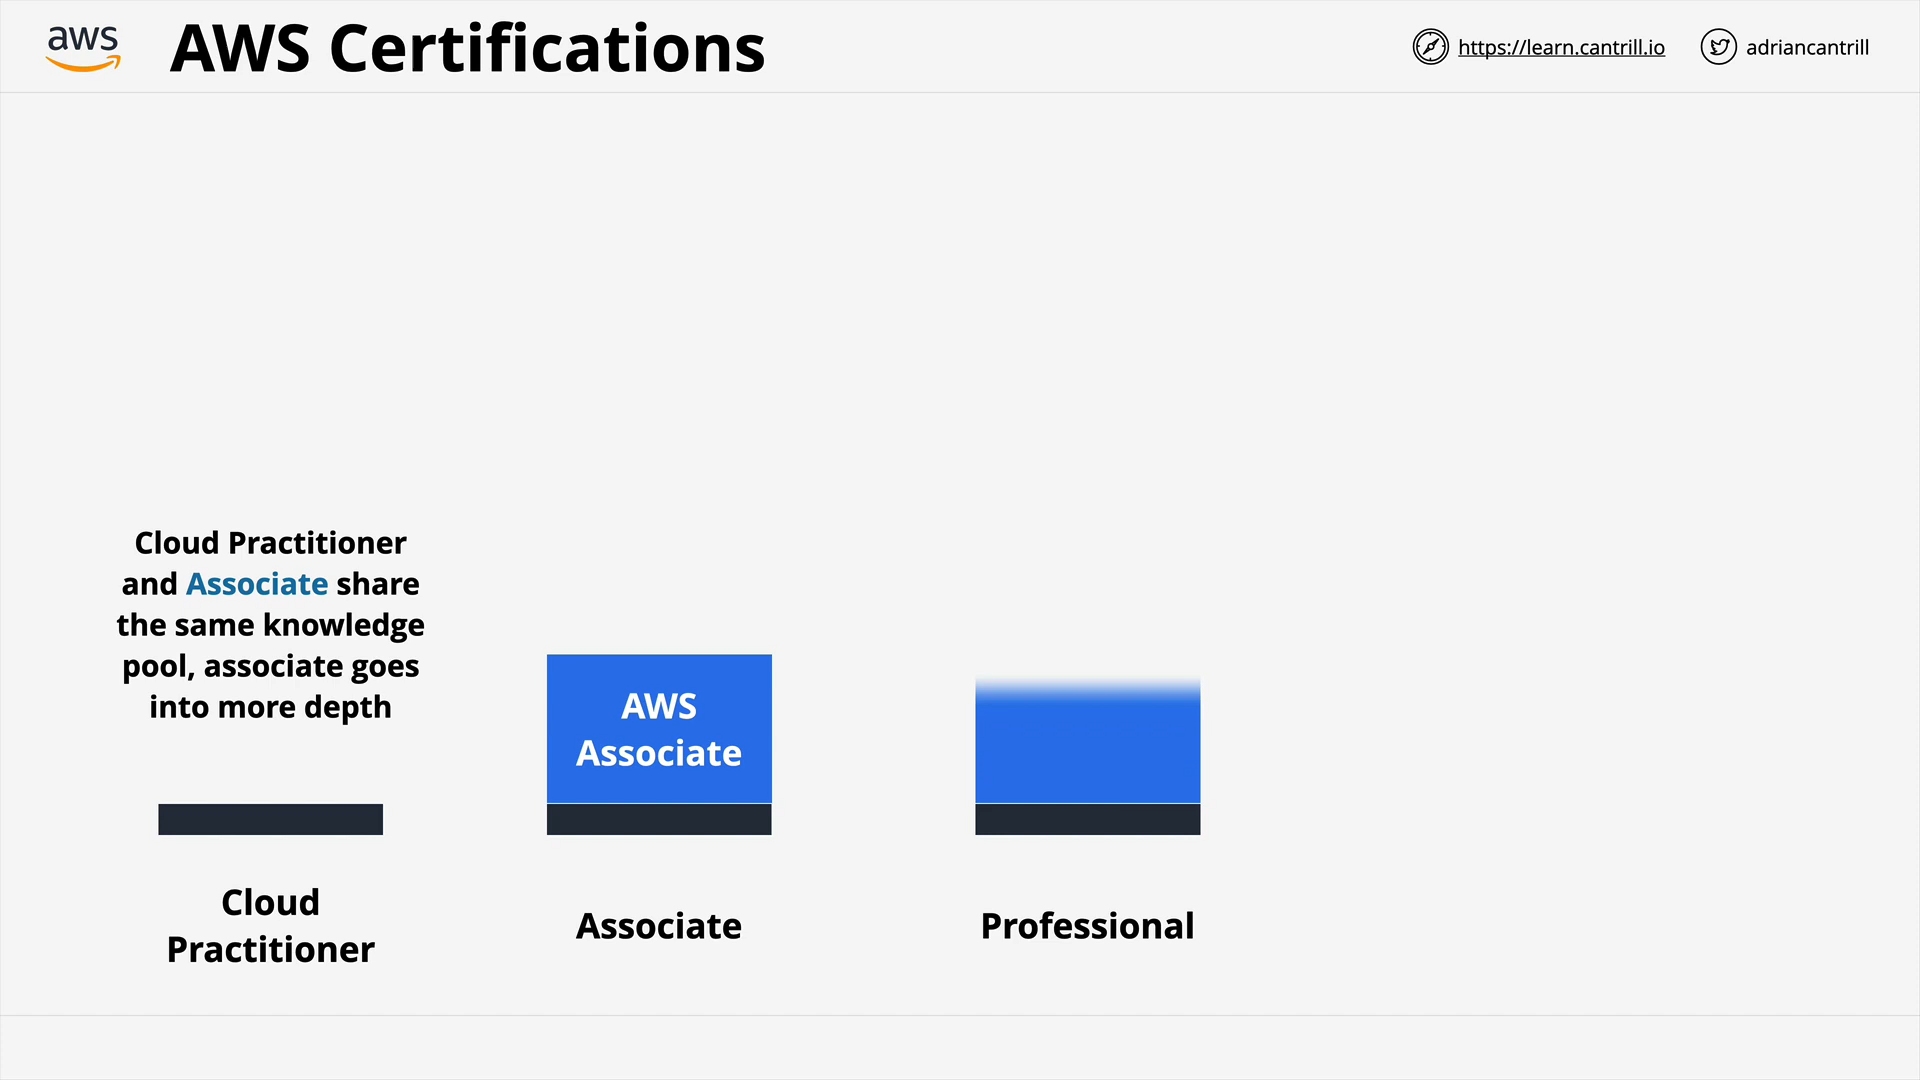 aws
AWS Certifications
https://learn.cantrill.io
adriancantrill
Cloud Practitioner
and Associate share
the same knowledge
pool, associate goes
into more depth
AWS
Associate
Cloud
Practitioner
Associate
Professional